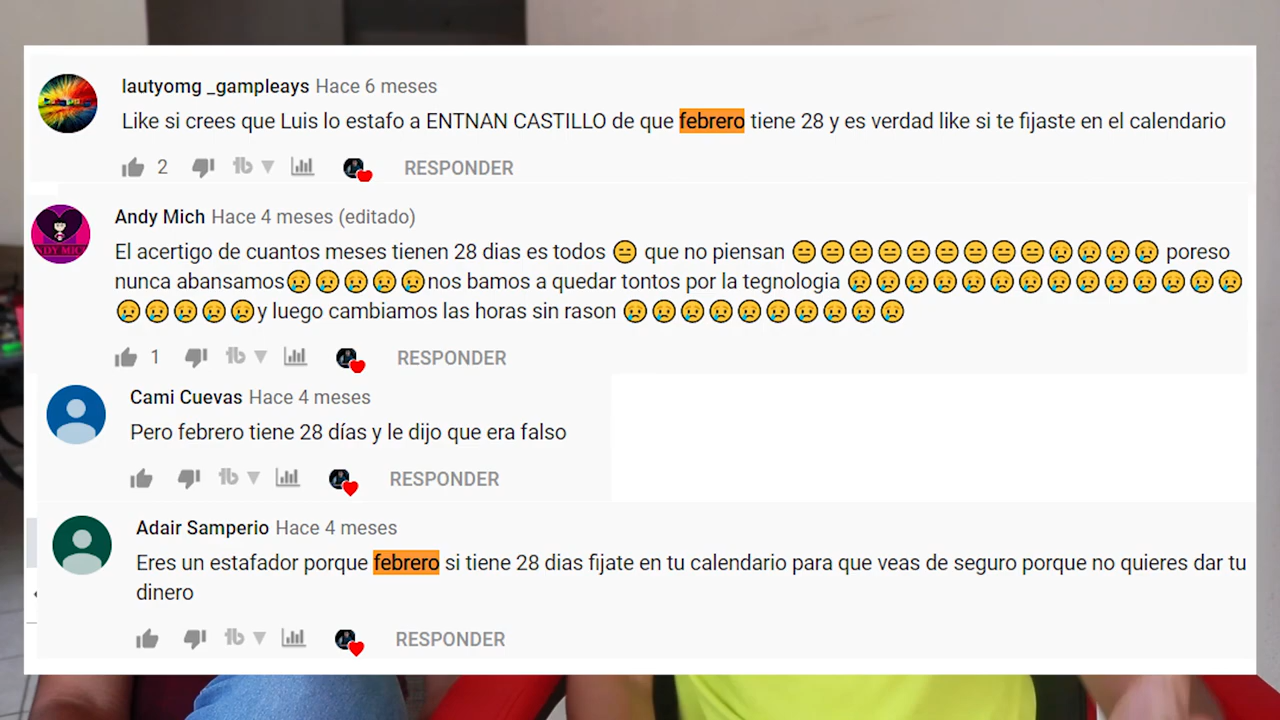 lautyomg _gampleays Hace 6 meses
Like si crees que Luis lo estafo a ENTNAN CASTILLO de que febrero tiene 28 y es verdad like si te fijaste en el calendario
2 RESPONDER
Andy Mich Hace 4 meses (editado)
El acertigo de cuantos meses tienen 28 dias es todos 😑 que no piensan 😑😑😑😑😑😑😑😑😑😢😢😢😢 poreso
nunca abansamos😢😢😢😢😢nos bamos a quedar tontos por la tegnologia 😢😢😢😢😢😢😢😢😢😢😢😢😢😢
😢😢😢😢😢y luego cambiamos las horas sin rason 😢😢😢😢😢😢😢😢😢😢
1 RESPONDER
Cami Cuevas Hace 4 meses
Pero febrero tiene 28 días y le dijo que era falso
RESPONDER
Adair Samperio Hace 4 meses
Eres un estafador porque febrero si tiene 28 dias fijate en tu calendario para que veas de seguro porque no quieres dar tu
dinero
RESPONDER